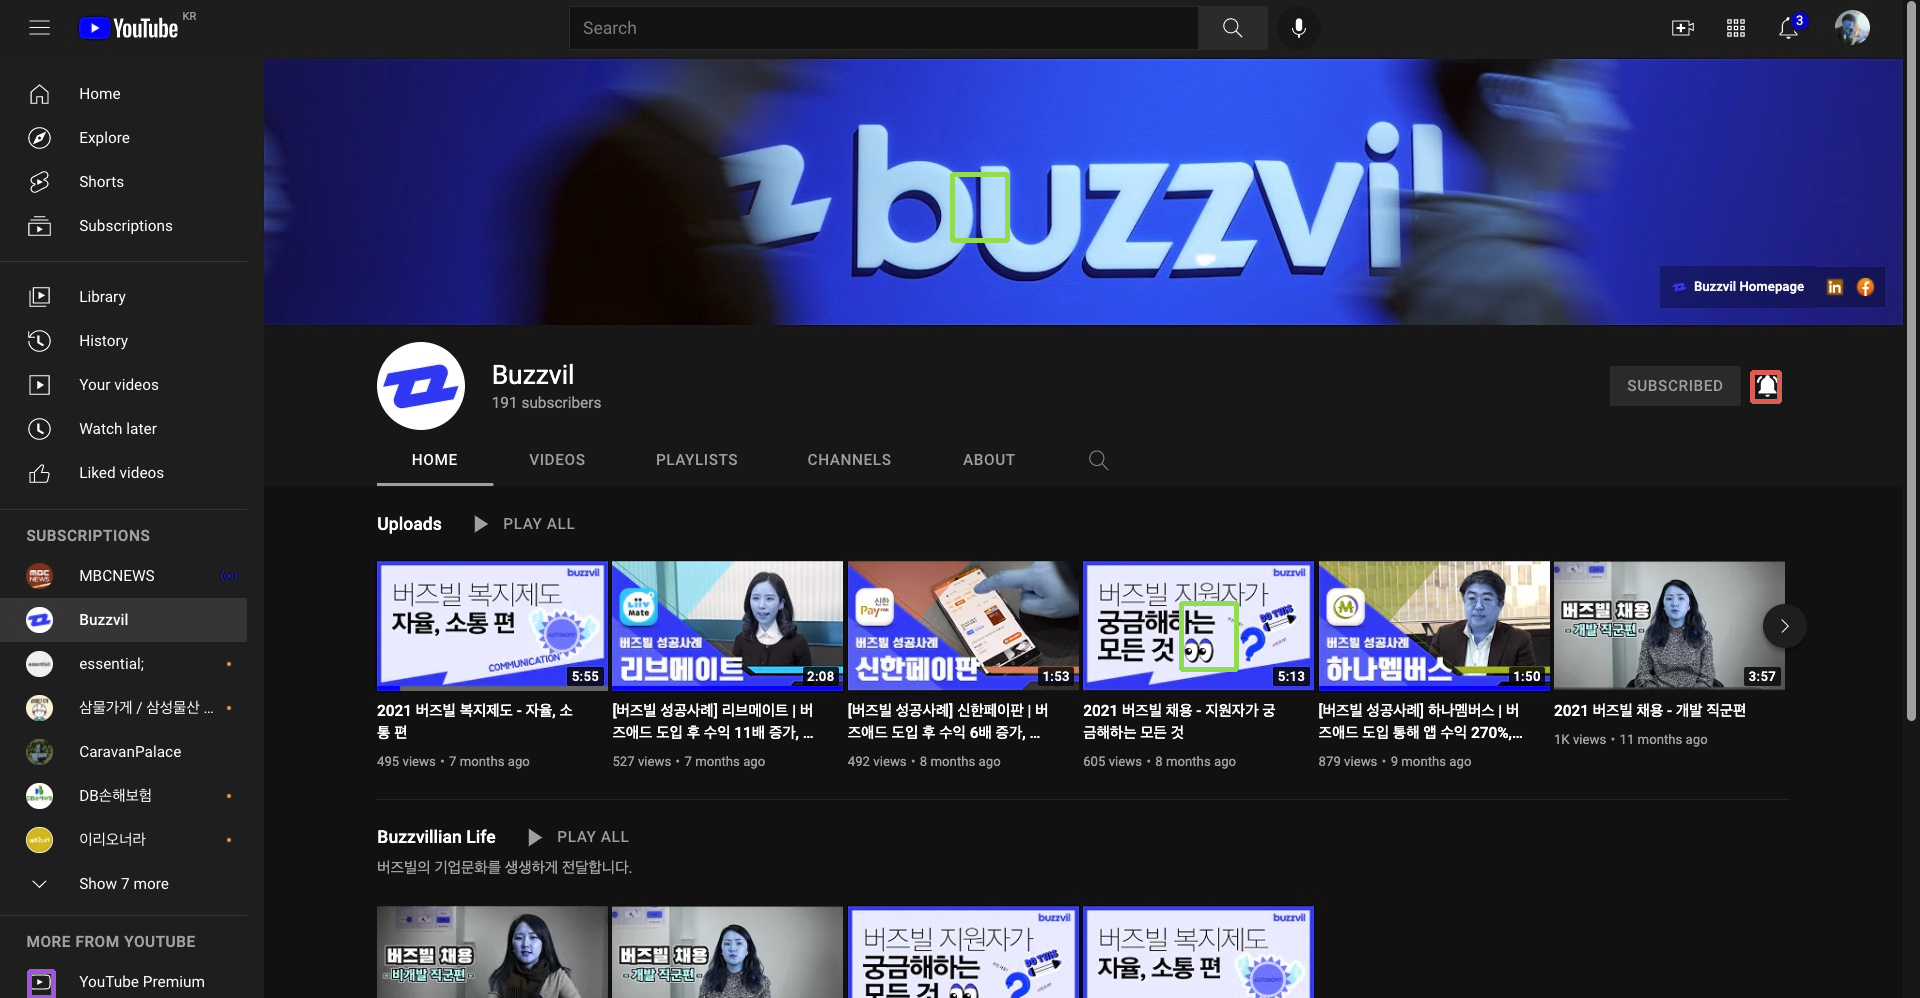 YouTube KR
Search
3
Home
Explore
Shorts
Subscriptions
Library
History
Your videos
Watch later
Liked videos
SUBSCRIPTIONS
MBCNEWS
Buzzvil
essential;
삼물가게 / 삼성물산 ...
CaravanPalace
DB손해보험
이리오너라
Show 7 more
MORE FROM YOUTUBE
YouTube Premium
buzzvil
Buzzvil Homepage
Buzzvil
191 subscribers
SUBSCRIBED
HOME VIDEOS PLAYLISTS CHANNELS ABOUT
Uploads PLAY ALL
buzzvil
버즈빌 복지제도
자율, 소통 편
AUTONOMY
COMMUNICATION
5:55
2021 버즈빌 복지제도 - 자율, 소
통 편
495 views • 7 months ago
Liiv
Mate
버즈빌 성공사례
리브메이트
2:08
[버즈빌 성공사례] 리브메이트 | 버
즈애드 도입 후 수익 11배 증가, ...
527 views • 7 months ago
신한
Pay
버즈빌 성공사례
신한페이판
1:53
[버즈빌 성공사례] 신한페이판 | 버
즈애드 도입 후 수익 6배 증가, ...
492 views • 8 months ago
buzzvil
버즈빌 지원자가
궁금해하는
모든 것
DO THIS
5:13
2021 버즈빌 채용 - 지원자가 궁
금해하는 모든 것
605 views • 8 months ago
버즈빌 성공사례
하나멤버스
1:50
[버즈빌 성공사례] 하나멤버스 | 버
즈애드 도입 통해 앱 수익 270%,...
879 views • 9 months ago
버즈빌 채용
- 개발 직군편 -
3:57
2021 버즈빌 채용 - 개발 직군편
1K views • 11 months ago
Buzzvillian Life PLAY ALL
버즈빌의 기업문화를 생생하게 전달합니다.
버즈빌 채용
- 비개발 직군편 -
버즈빌 채용
- 개발 직군편 -
buzzvil
버즈빌 지원자가
궁금해하는
모든 것
DO THIS
buzzvil
버즈빌 복지제도
자율, 소통 편
AUTONOMY